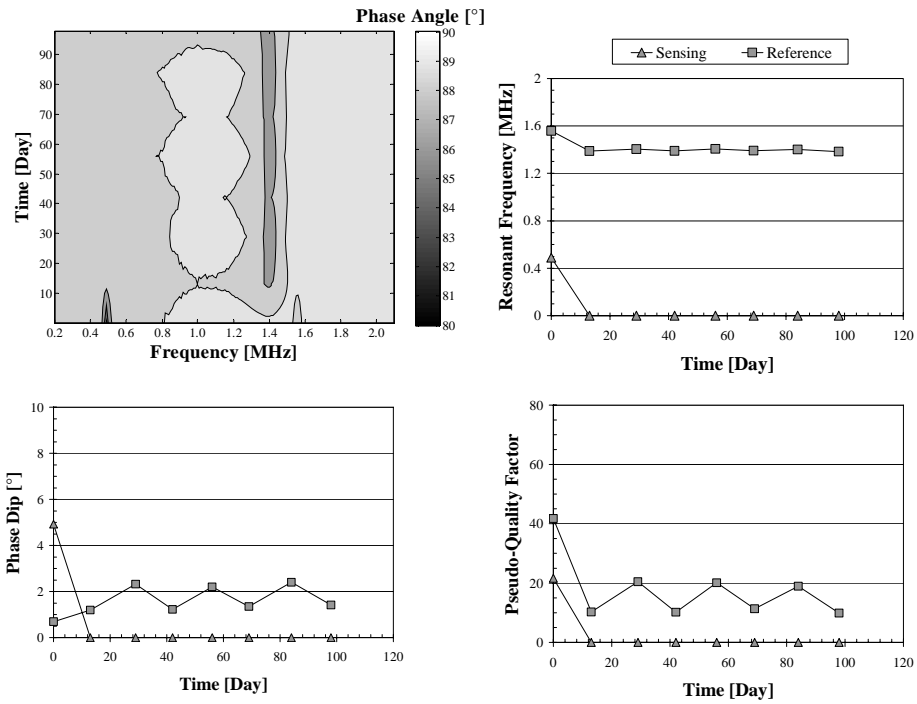 Phase Angle [°]
90
80
70
60
50
40
30
20
10
Time [Day]
0.2 0.4 0.6 0.8 1.0 1.2 1.4 1.6 1.8 2.0
Frequency [MHz]
90
89
88
87
86
85
84
83
82
81
80
Sensing Reference
2
1.6
1.2
0.8
0.4
0
Resonant Frequency [MHz]
0 20 40 60 80 100 120
Time [Day]
10
8
6
4
2
0
Phase Dip [°]
0 20 40 60 80 100 120
Time [Day]
80
60
40
20
0
Pseudo-Quality Factor
0 20 40 60 80 100 120
Time [Day]